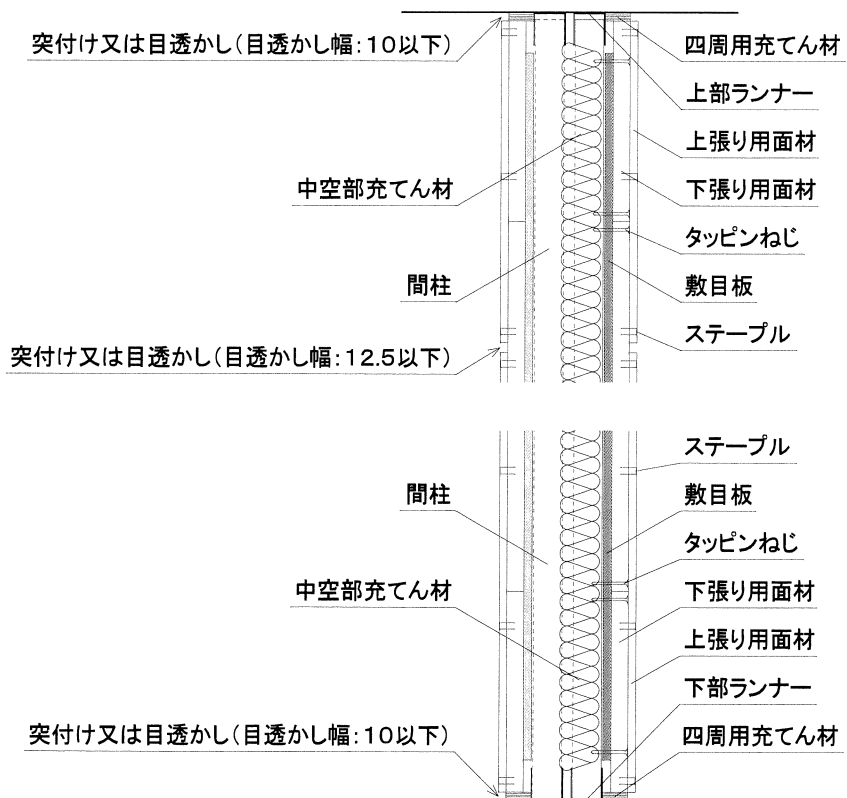 突付け又は目透かし(目透かし幅:10以下)
四周用充てん材
上部ランナー
上張り用面材
中空部充てん材
下張り用面材
タッピンねじ
間柱
敷目板
ステープル
突付け又は目透かし(目透かし幅:12.5以下)
ステープル
間柱
敷目板
タッピンねじ
中空部充てん材
下張り用面材
上張り用面材
下部ランナー
突付け又は目透かし(目透かし幅:10以下)
四周用充てん材